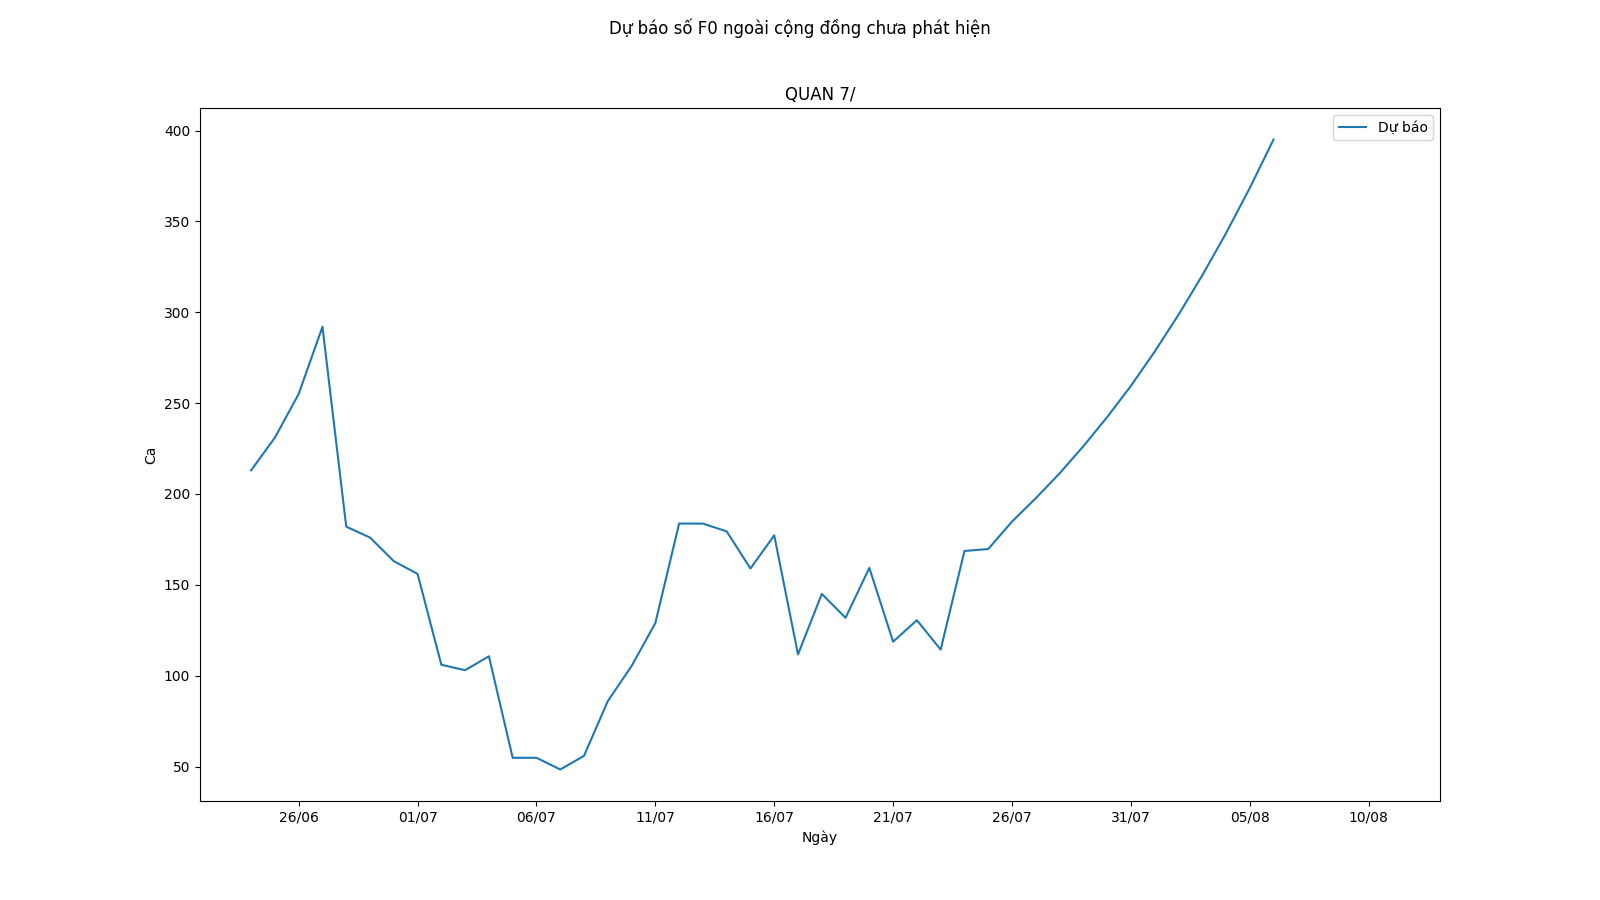 Dự báo số F0 ngoài cộng đồng chưa phát hiện
QUAN 7/
Dự báo
400
350
300
250
200
150
100
50
Ca
26/06 01/07 06/07 11/07 16/07 21/07 26/07 31/07 05/08 10/08
Ngày